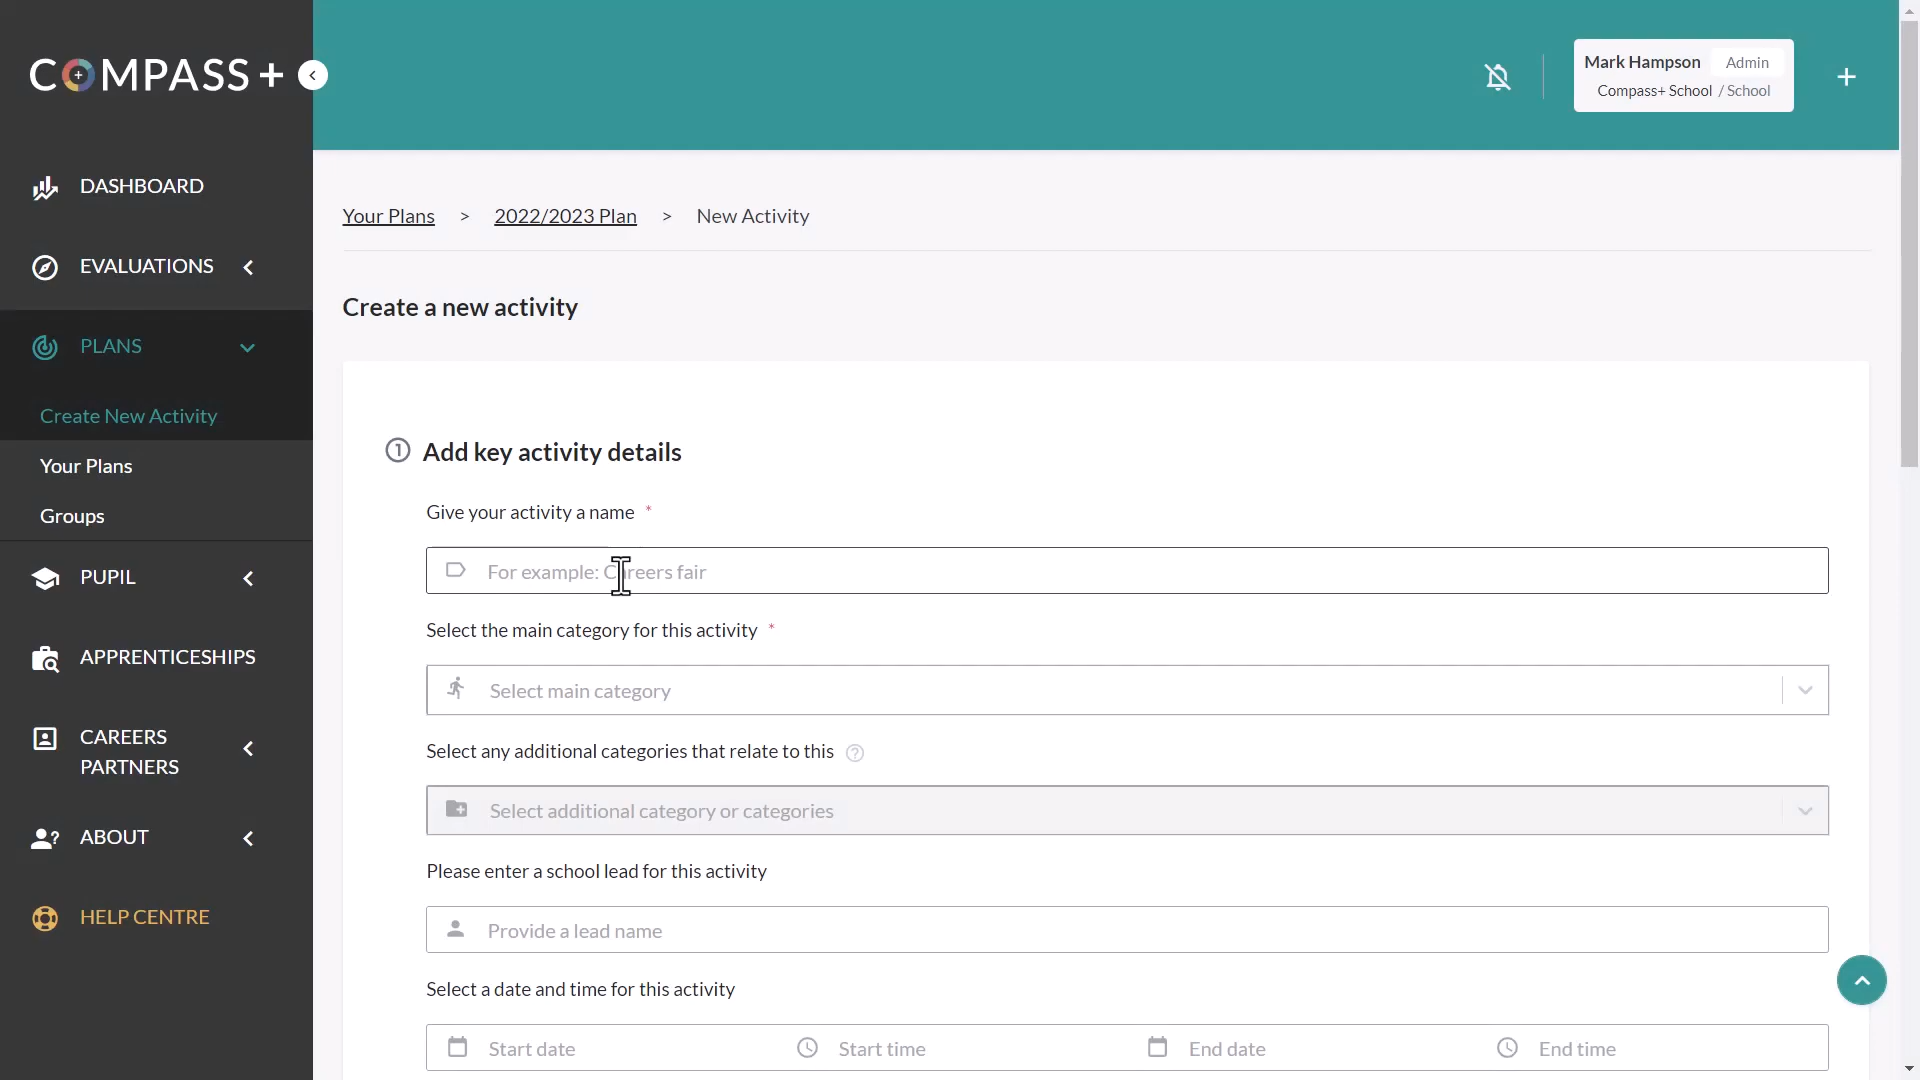 COMPASS +
Mark Hampson Admin
Compass+ School / School
DASHBOARD
EVALUATIONS
PLANS
Create New Activity
Your Plans
Groups
PUPIL
APPRENTICESHIPS
CAREERS
PARTNERS
ABOUT
HELP CENTRE
Your Plans > 2022/2023 Plan > New Activity
Create a new activity
1 Add key activity details
Give your activity a name *
For example: Careers fair
Select the main category for this activity *
Select main category
Select any additional categories that relate to this ?
Select additional category or categories
Please enter a school lead for this activity
Provide a lead name
Select a date and time for this activity
Start date Start time End date End time